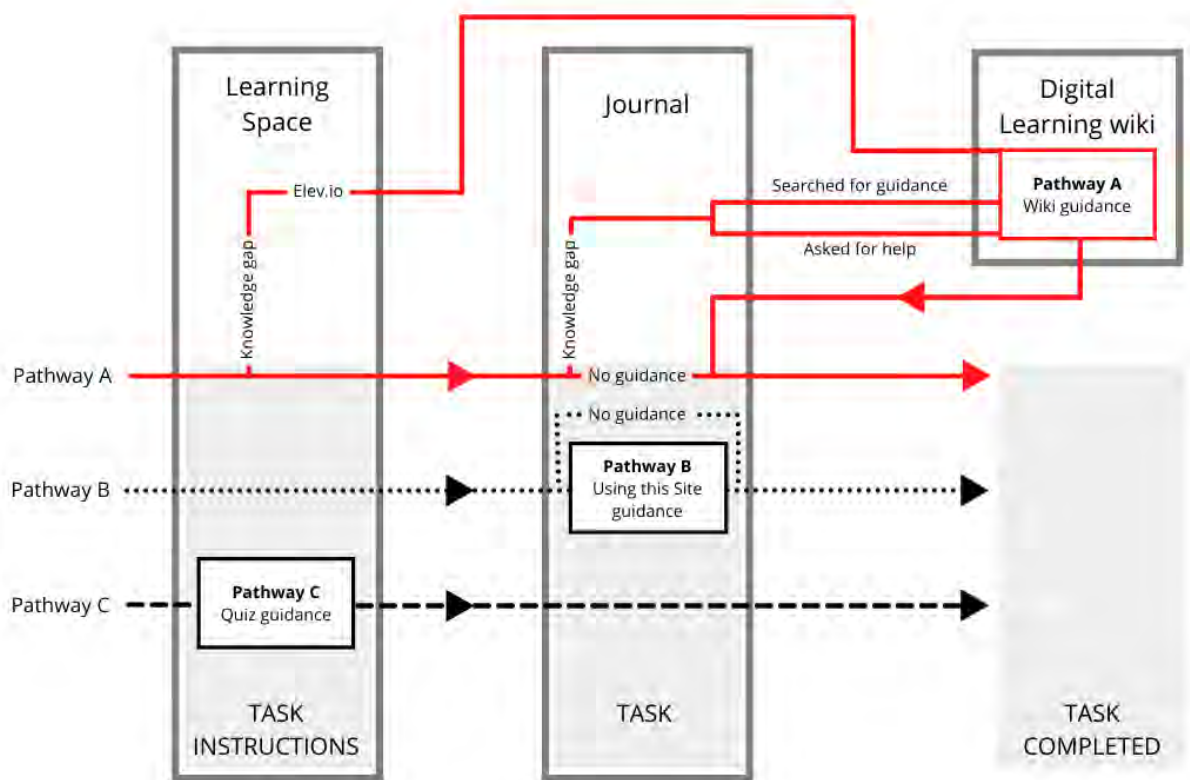 Learning
Space
Journal
Digital
Learning wiki
Elev.io
Searched for guidance
Pathway A
Wiki guidance
Asked for help
Knowledge gap
Knowledge gap
Pathway A
No guidance
No guidance
Pathway B
Pathway B
Using this Site
guidance
Pathway C
Pathway C
Quiz guidance
TASK
INSTRUCTIONS
TASK
TASK
COMPLETED